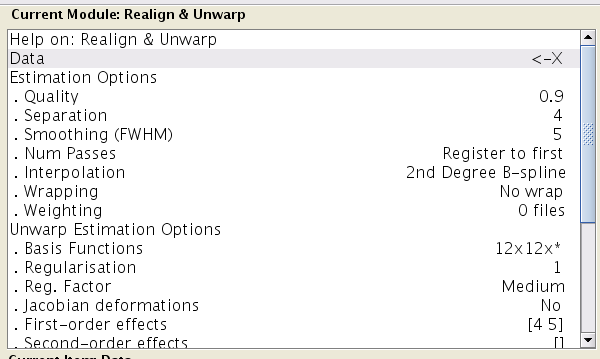 Current Module: Realign & Unwarp
Help on: Realign & Unwarp
Data <-X
Estimation Options
. Quality 0.9
. Separation 4
. Smoothing (FWHM) 5
. Num Passes Register to first
. Interpolation 2nd Degree B-spline
. Wrapping No wrap
. Weighting 0 files
Unwarp Estimation Options
. Basis Functions 12x12x*
. Regularisation 1
. Reg. Factor Medium
. Jacobian deformations No
. First-order effects [4 5]
. Second-order effects []
Current Item: Data